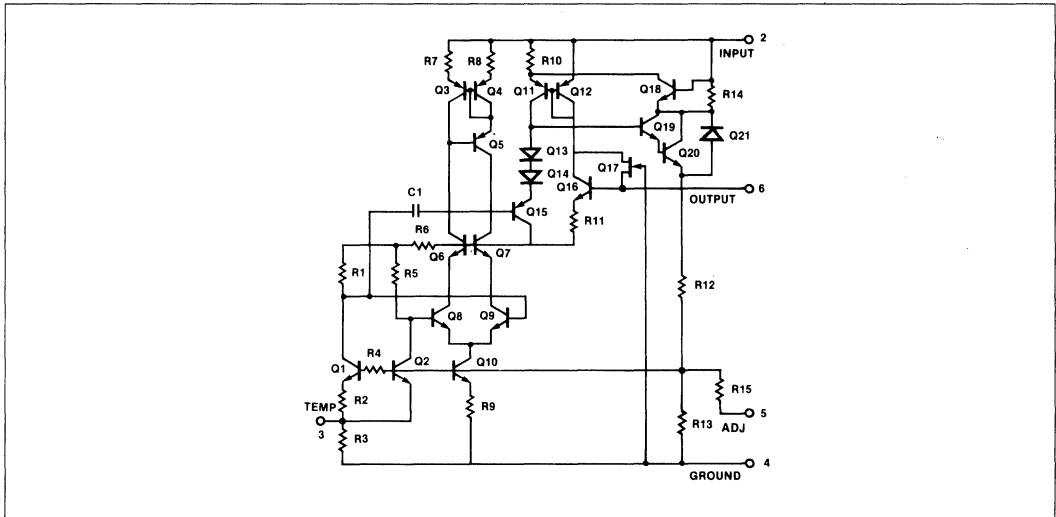 2
INPUT
R7
R8
R10
Q3
Q4
Q11
Q12
Q18
R14
Q19
Q21
Q5
Q20
Q13
Q17
Q14
Q16
6
OUTPUT
C1
Q15
R11
R6
Q6
Q7
R1
R5
R12
Q8
Q9
R4
Q2
Q10
Q1
R15
R2
R9
TEMP
R13
5
ADJ
3
R3
4
GROUND